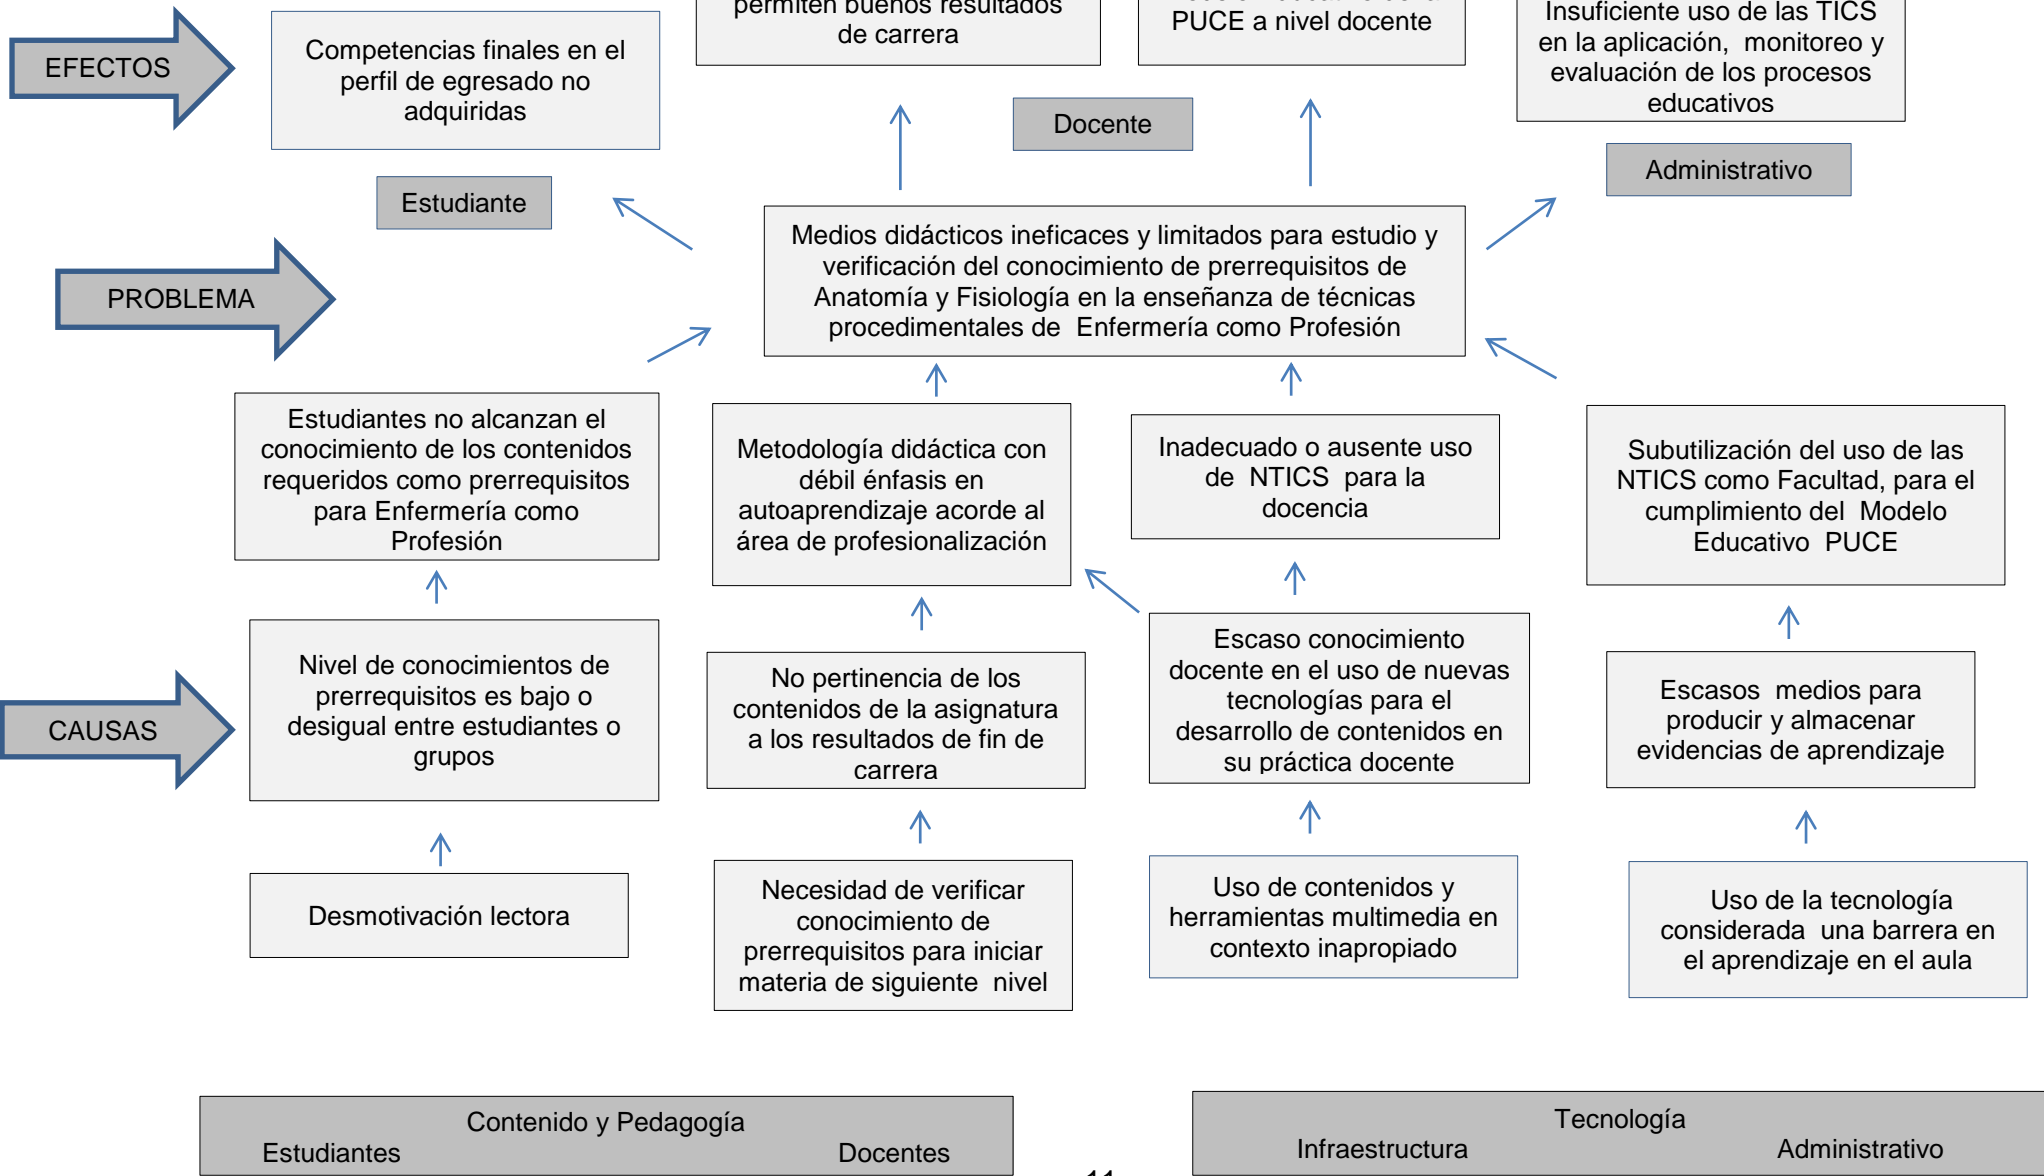 permiten buenos resultados
de carrera
PUCE a nivel docente
Insuficiente uso de las TICS
en la aplicación, monitoreo y
evaluación de los procesos
educativos
EFECTOS
Competencias finales en el
perfil de egresado no
adquiridas
Docente
Administrativo
Estudiante
PROBLEMA
Medios didácticos ineficaces y limitados para estudio y
verificación del conocimiento de prerrequisitos de
Anatomía y Fisiología en la enseñanza de técnicas
procedimentales de Enfermería como Profesión
Estudiantes no alcanzan el
conocimiento de los contenidos
requeridos como prerrequisitos
para Enfermería como
Profesión
Metodología didáctica con
débil énfasis en
autoaprendizaje acorde al
área de profesionalización
Inadecuado o ausente uso
de NTICS para la
docencia
Subutilización del uso de las
NTICS como Facultad, para el
cumplimiento del Modelo
Educativo PUCE
CAUSAS
Nivel de conocimientos de
prerrequisitos es bajo o
desigual entre estudiantes o
grupos
No pertinencia de los
contenidos de la asignatura
a los resultados de fin de
carrera
Escaso conocimiento
docente en el uso de nuevas
tecnologías para el
desarrollo de contenidos en
su práctica docente
Escasos medios para
producir y almacenar
evidencias de aprendizaje
Desmotivación lectora
Necesidad de verificar
conocimiento de
prerrequisitos para iniciar
materia de siguiente nivel
Uso de contenidos y
herramientas multimedia en
contexto inapropiado
Uso de la tecnología
considerada una barrera en
el aprendizaje en el aula
Contenido y Pedagogía
Estudiantes Docentes
Tecnología
Infraestructura Administrativo
11